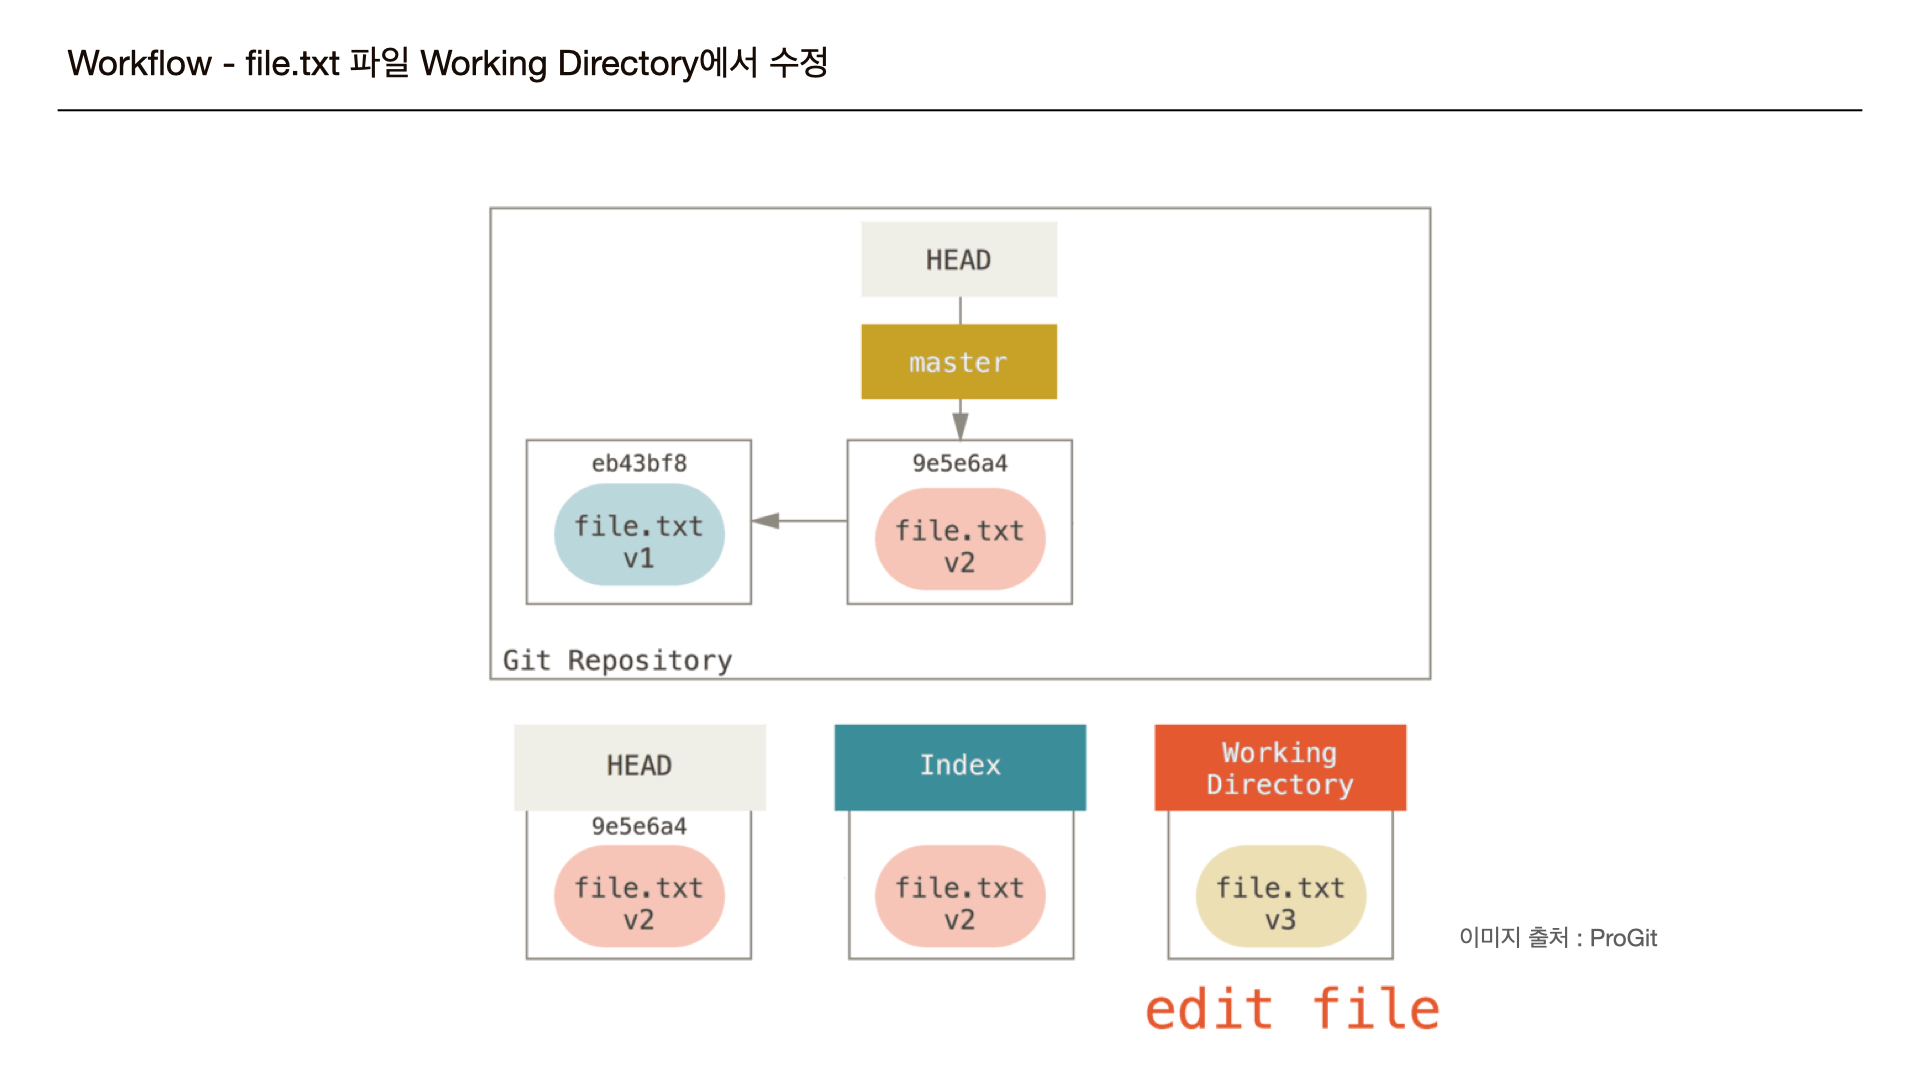 Workflow - file.txt 파일 Working Directory에서 수정
HEAD
master
eb43bf8
file.txt
v1
9e5e6a4
file.txt
v2
Git Repository
HEAD
9e5e6a4
file.txt
v2
Index
file.txt
v2
Working
Directory
file.txt
v3
edit file
이미지 출처 : ProGit